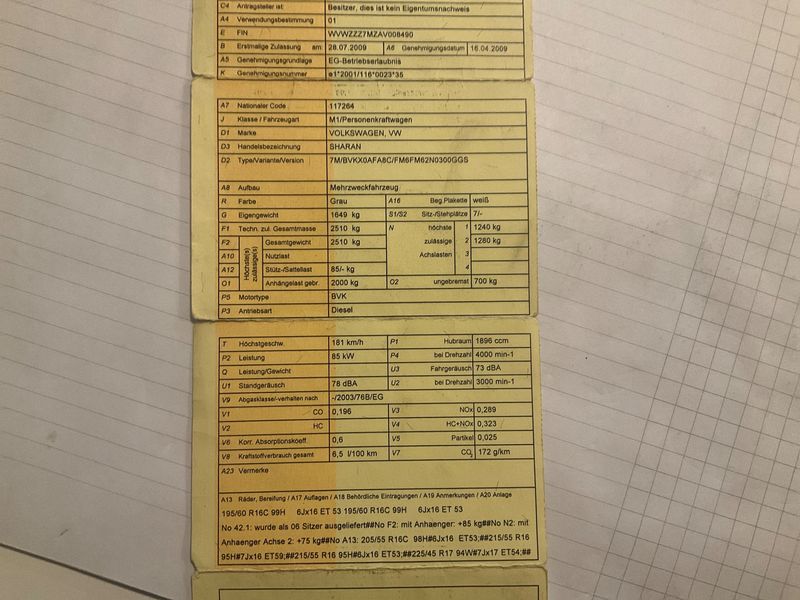 C4 Antragsteller ist: Besitzer, dies ist kein Eigentumsnachweis
A4 Verwendungsbestimmung 01
E FIN WVWZZZ7MZAV008490
B Erstmalige Zulassung am: 28.07.2009 A6 Genehmigungsdatum 16.04.2009
A5 Genehmigungsgrundlage EG-Betriebserlaubnis
K Genehmigungsnummer e1*2001/116*0023*35
A7 Nationaler Code 117264
J Klasse / Fahrzeugart M1/Personenkraftwagen
D1 Marke VOLKSWAGEN, VW
D3 Handelsbezeichnung SHARAN
D2 Type/Variante/Version 7M/BVKX0AFA8C/FM6FM62N0300GGS
A8 Aufbau Mehrzweckfahrzeug
R Farbe Grau A16 Beg.Plakette weiß
G Eigengewicht 1649 kg S1/S2 Sitz-/Stehplätze 7/-
F1 Techn. zul. Gesamtmasse 2510 kg N höchste 1 1240 kg
F2 Höchste(s) zulässige(s) Gesamtgewicht 2510 kg zulässige 2 1280 kg
A10 Nutzlast Achslasten 3
A12 Stütz-/Sattellast 85/- kg 4
O1 Anhängelast gebr. 2000 kg O2 ungebremst 700 kg
P5 Motortype BVK
P3 Antriebsart Diesel
T Höchstgeschw. 181 km/h P1 Hubraum 1896 ccm
P2 Leistung 85 kW P4 bei Drehzahl 4000 min-1
Q Leistung/Gewicht U3 Fahrgeräusch 73 dBA
U1 Standgeräusch 78 dBA U2 bei Drehzahl 3000 min-1
V9 Abgasklasse/-verhalten nach -/2003/76B/EG
V1 CO 0,196 V3 NOx 0,289
V2 HC V4 HC+NOx 0,323
V6 Korr. Absorptionskoeff. 0,6 V5 Partikel 0,025
V8 Kraftstoffverbrauch gesamt 6,5 l/100 km V7 CO2 172 g/km
A23 Vermerke
A13 Räder, Bereifung / A17 Auflagen / A18 Behördliche Eintragungen / A19 Anmerkungen / A20 Anlage
195/60 R16C 99H 6Jx16 ET 53 195/60 R16C 99H 6Jx16 ET 53
No 42.1: wurde als 06 Sitzer ausgeliefert##No F2: mit Anhaenger: +85 kg##No N2: mit
Anhaenger Achse 2: +75 kg##No A13: 205/55 R16C 98H#6Jx16 ET53;##215/55 R16
95H#7Jx16 ET59;##215/55 R16 95H#6Jx16 ET53;##225/45 R17 94W#7Jx17 ET54;##